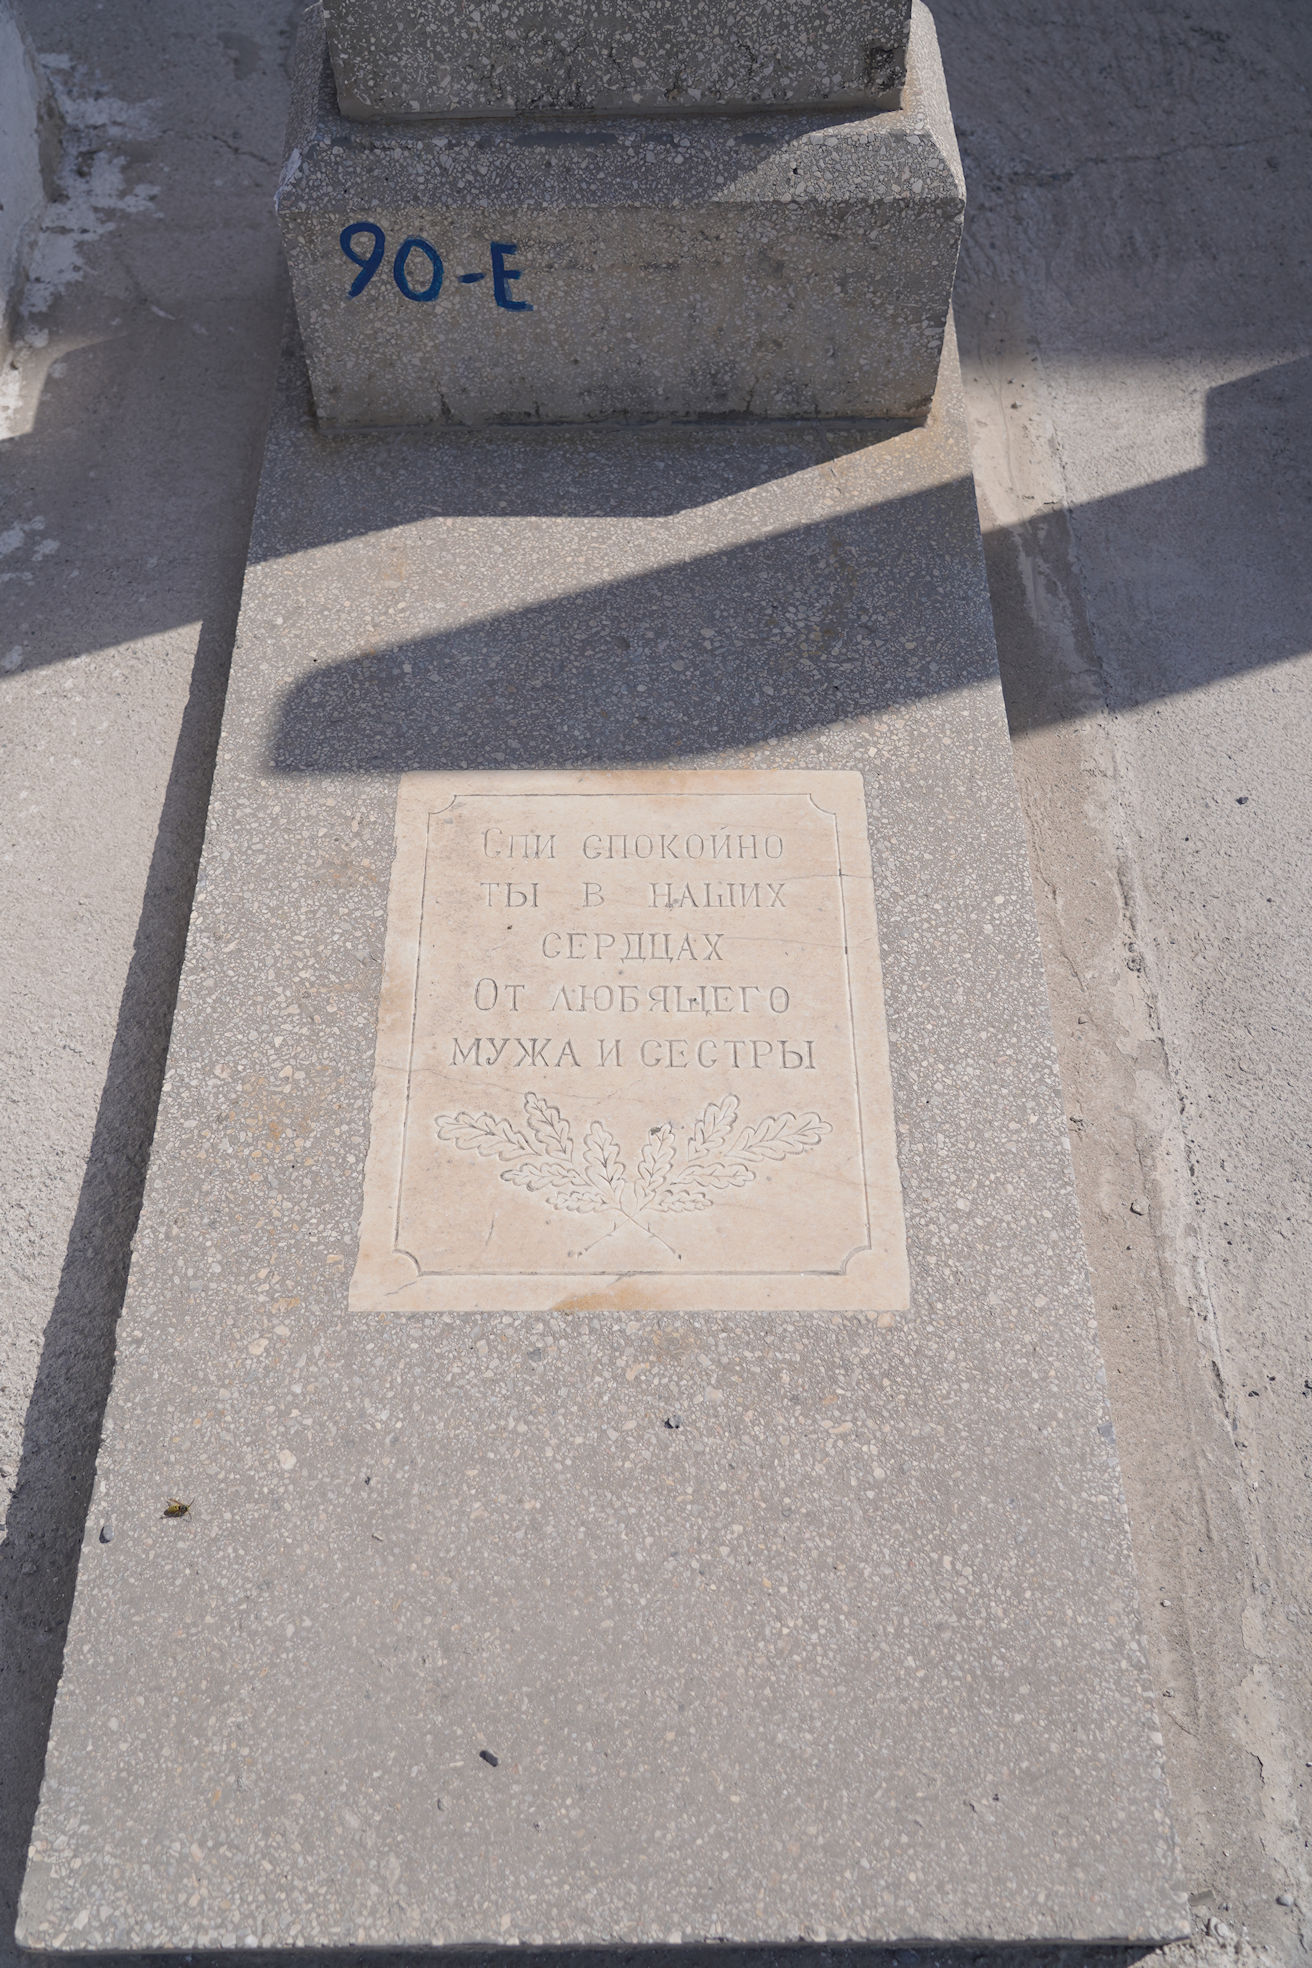 90-E
Спи спокойно
ты в наших
сердцах
От любящего
мужа и сестры